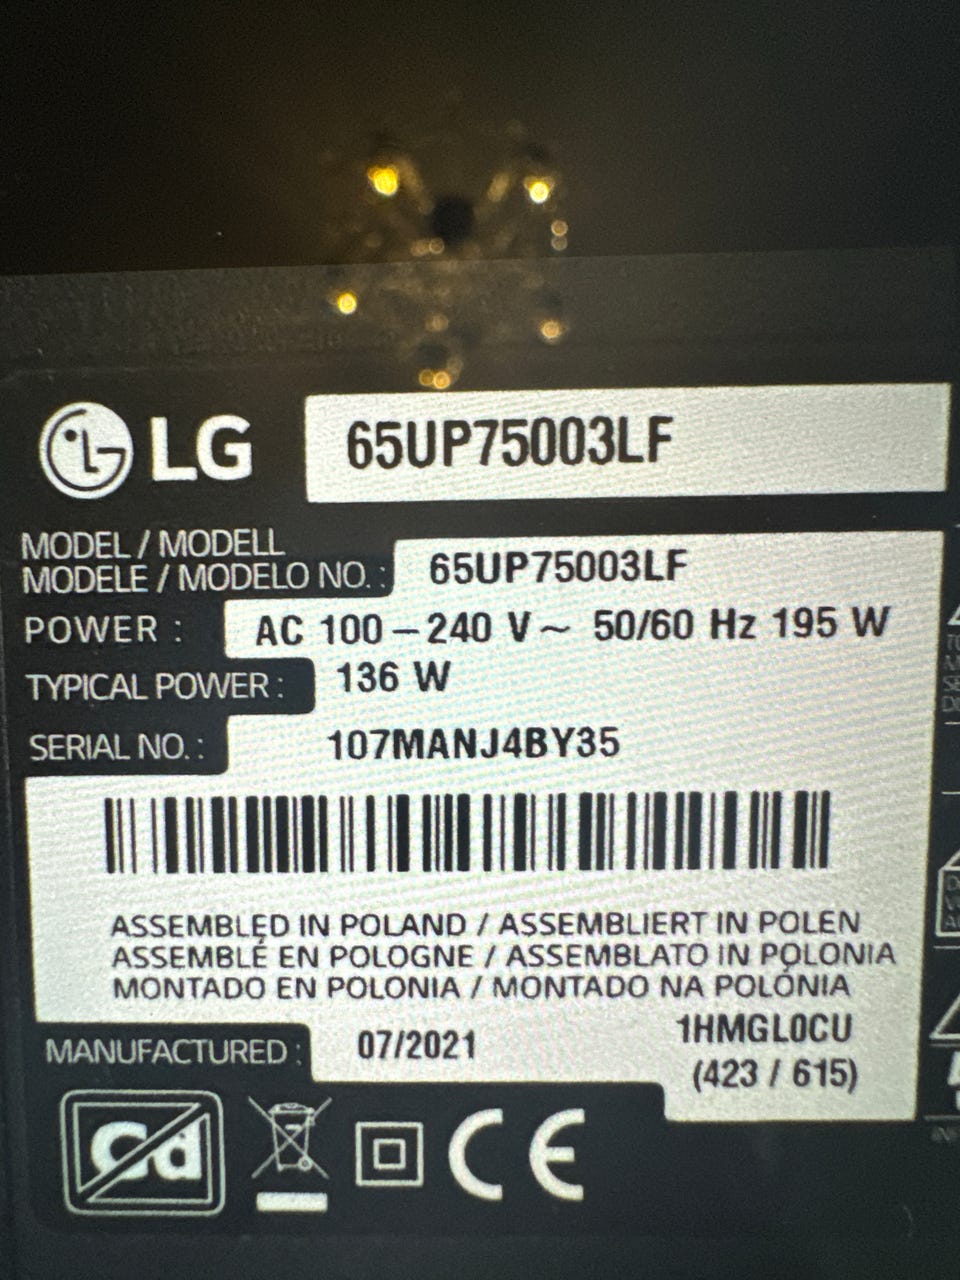 LG 65UP75003LF
MODEL / MODELL
MODELE / MODELO NO. : 65UP75003LF
POWER : AC 100 – 240 V ~ 50/60 Hz 195 W
TYPICAL POWER : 136 W
SERIAL NO. : 107MANJ4BY35
ASSEMBLED IN POLAND / ASSEMBLIERT IN POLEN
ASSEMBLÉ EN POLOGNE / ASSEMBLATO IN POLONIA
MONTADO EN POLONIA / MONTADO NA POLÓNIA
MANUFACTURED : 07/2021 1HMGL0CU
(423 / 615)
Cd CE